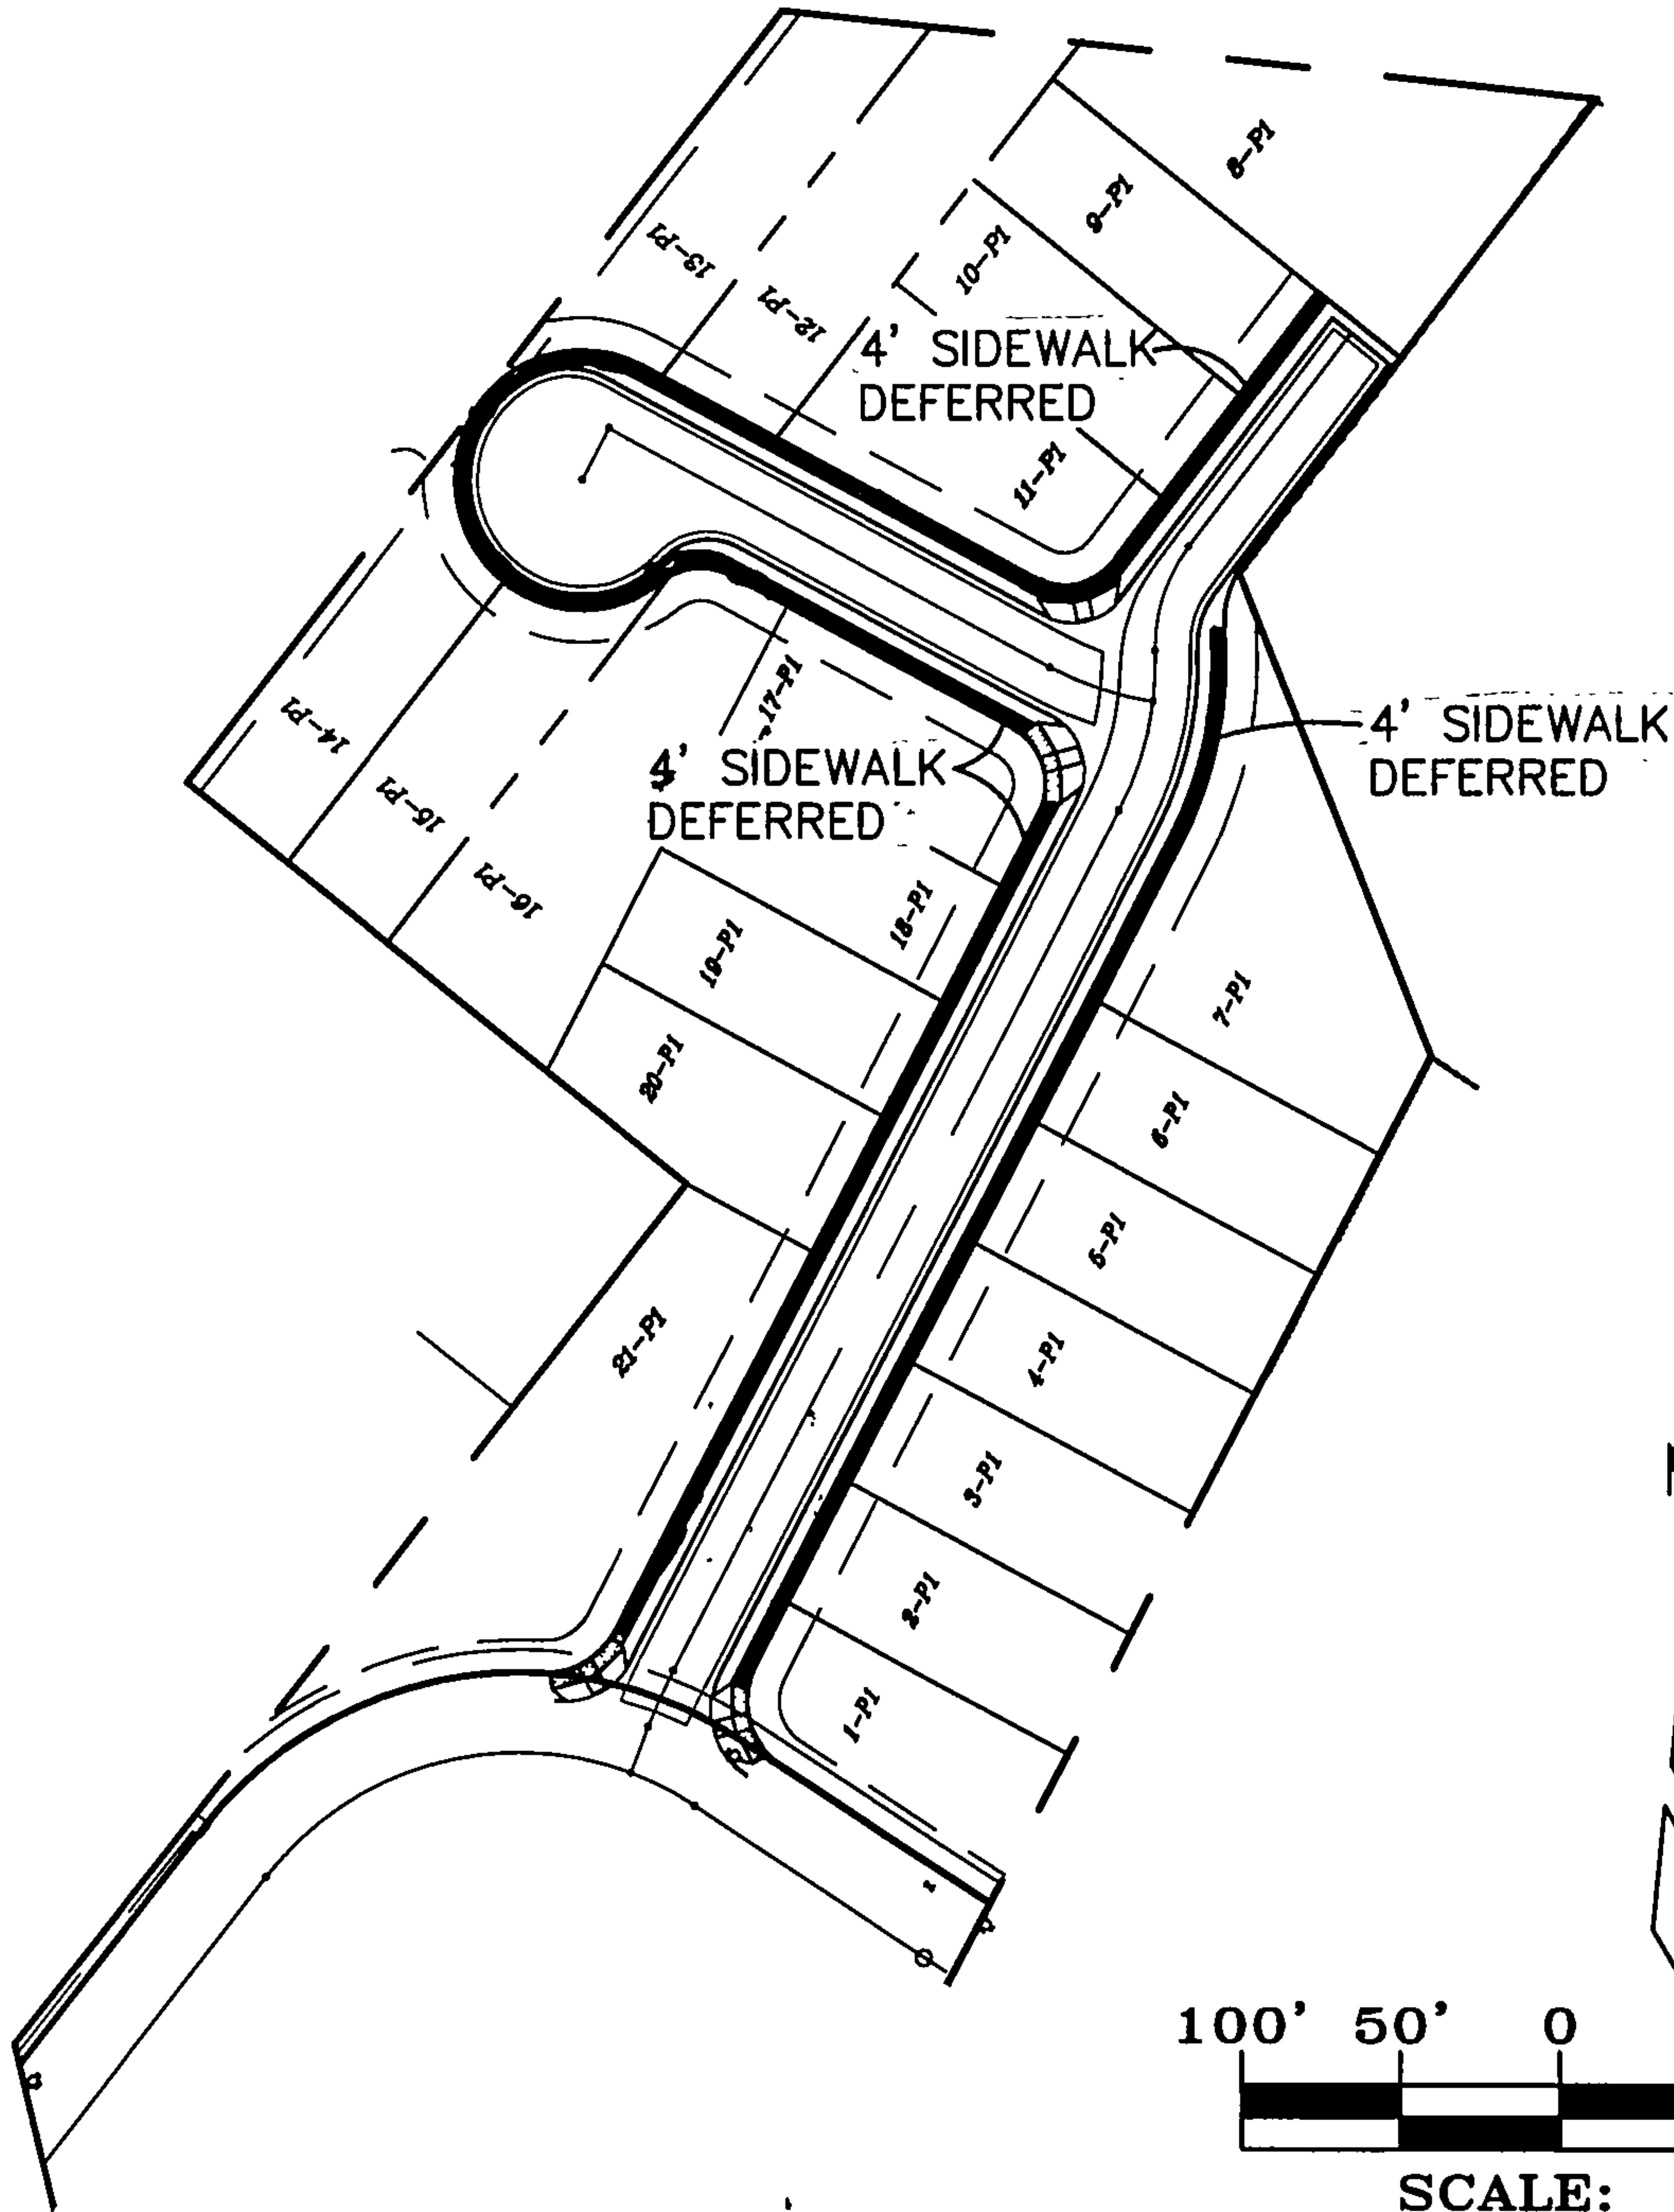 8-P1
9-P1
10-P1
13-P1
12-P1
4' SIDEWALK
DEFERRED
11-P1
17-P1
14-P1
4' SIDEWALK
DEFERRED
4' SIDEWALK
DEFERRED
15-P1
16-P1
18-P1
19-P1
7-P1
20-P1
6-P1
5-P1
21-P1
4-P1
3-P1
2-P1
1-P1
100' 50' 0
SCALE: